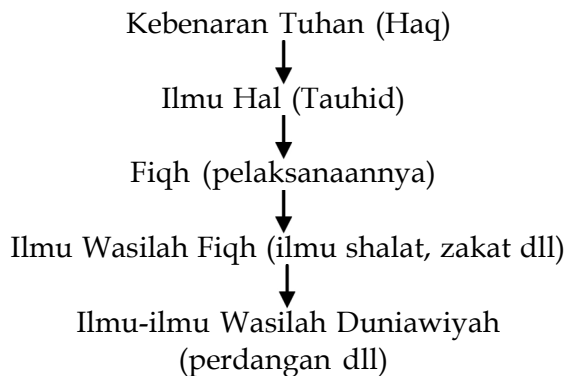 Kebenaran Tuhan (Haq)
Ilmu Hal (Tauhid)
Fiqh (pelaksanaannya)
Ilmu Wasilah Fiqh (ilmu shalat, zakat dll)
Ilmu-ilmu Wasilah Duniawiyah
(perdangan dll)